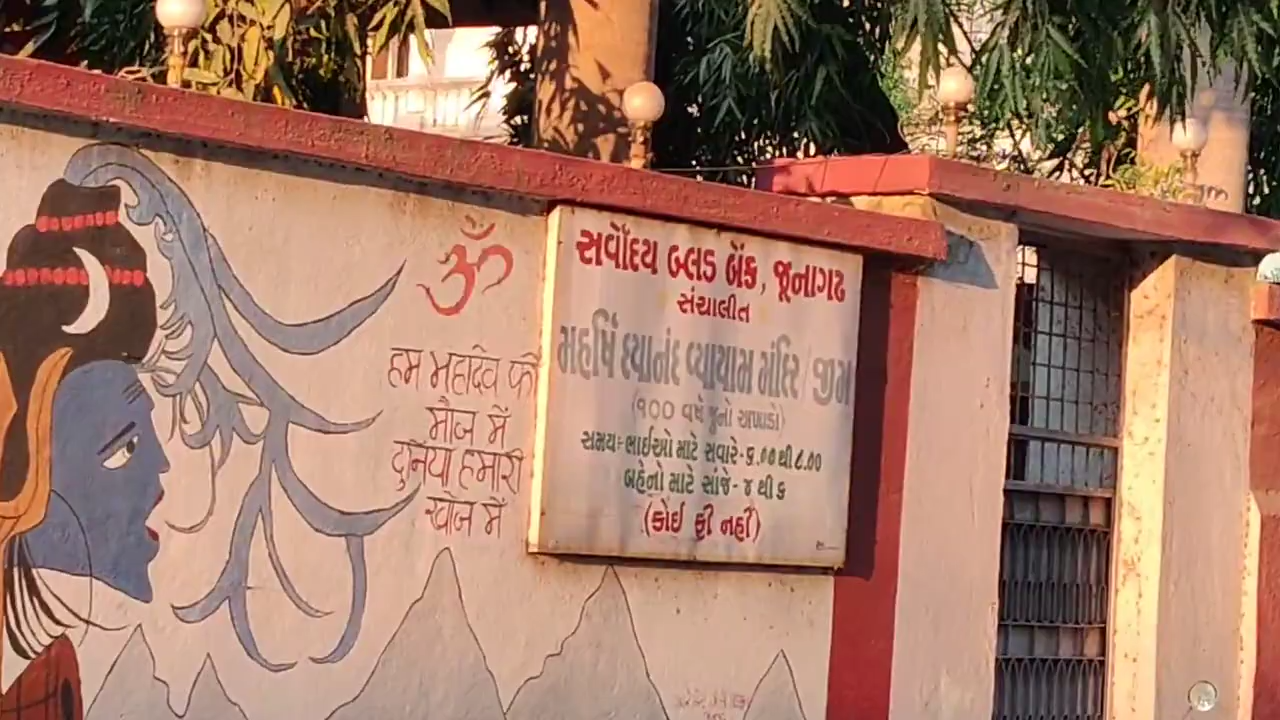 ॐ
हम महादेव की
मौज में
दुनिया हमारी
खोज में
સર્વોદય બ્લડ બેંક, જૂનાગઢ
સંચાલીત
મહર્ષિ દયાનંદ વ્યાયામ મંદિર / જીમ
(૧૦૦ વર્ષ જુનો અખાડો)
સમય:- ભાઈઓ માટે સવારે- ૬.૦૦ થી ૮.૦૦
બહેનો માટે સાંજે- ૪ થી ૬
(કોઈ ફી નહીં)